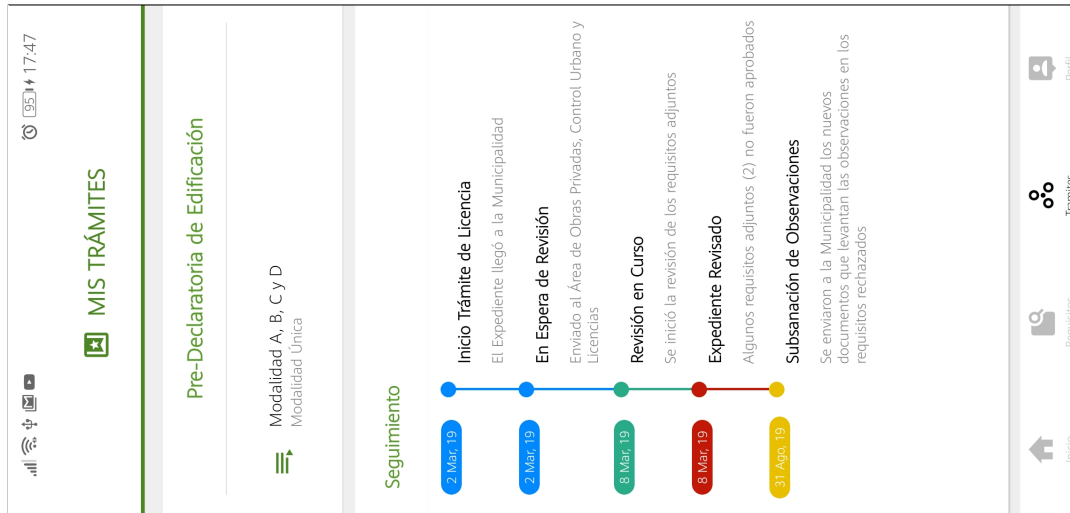 95 17:47
MIS TRÁMITES
Pre-Declaratoria de Edificación
Modalidad A, B, C y D
Modalidad Única
Seguimiento
2 Mar, 19
Inicio Trámite de Licencia
El Expediente llegó a la Municipalidad
2 Mar, 19
En Espera de Revisión
Enviado al Área de Obras Privadas, Control Urbano y
Licencias
8 Mar, 19
Revisión en Curso
Se inició la revisión de los requisitos adjuntos
8 Mar, 19
Expediente Revisado
Algunos requisitos adjuntos (2) no fueron aprobados
31 Ago, 19
Subsanación de Observaciones
Se enviaron a la Municipalidad los nuevos
documentos que levantan las observaciones en los
requisitos rechazados
Inicio
Requisitos
Tramites
Perfil